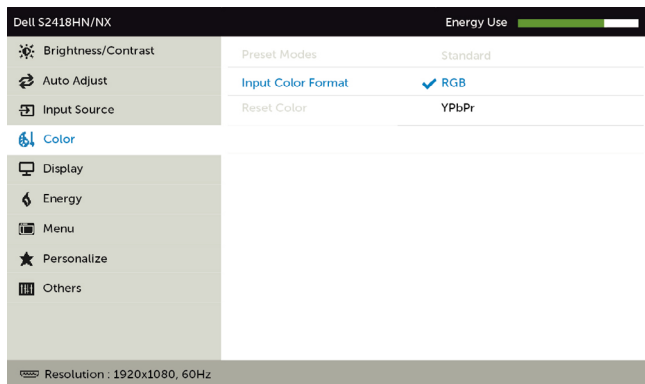 Dell S2418HN/NX
Energy Use
Brightness/Contrast
Auto Adjust
Input Source
Color
Display
Energy
Menu
Personalize
Others
Preset Modes
Standard
Input Color Format
RGB
Reset Color
YPbPr
Resolution : 1920x1080, 60Hz